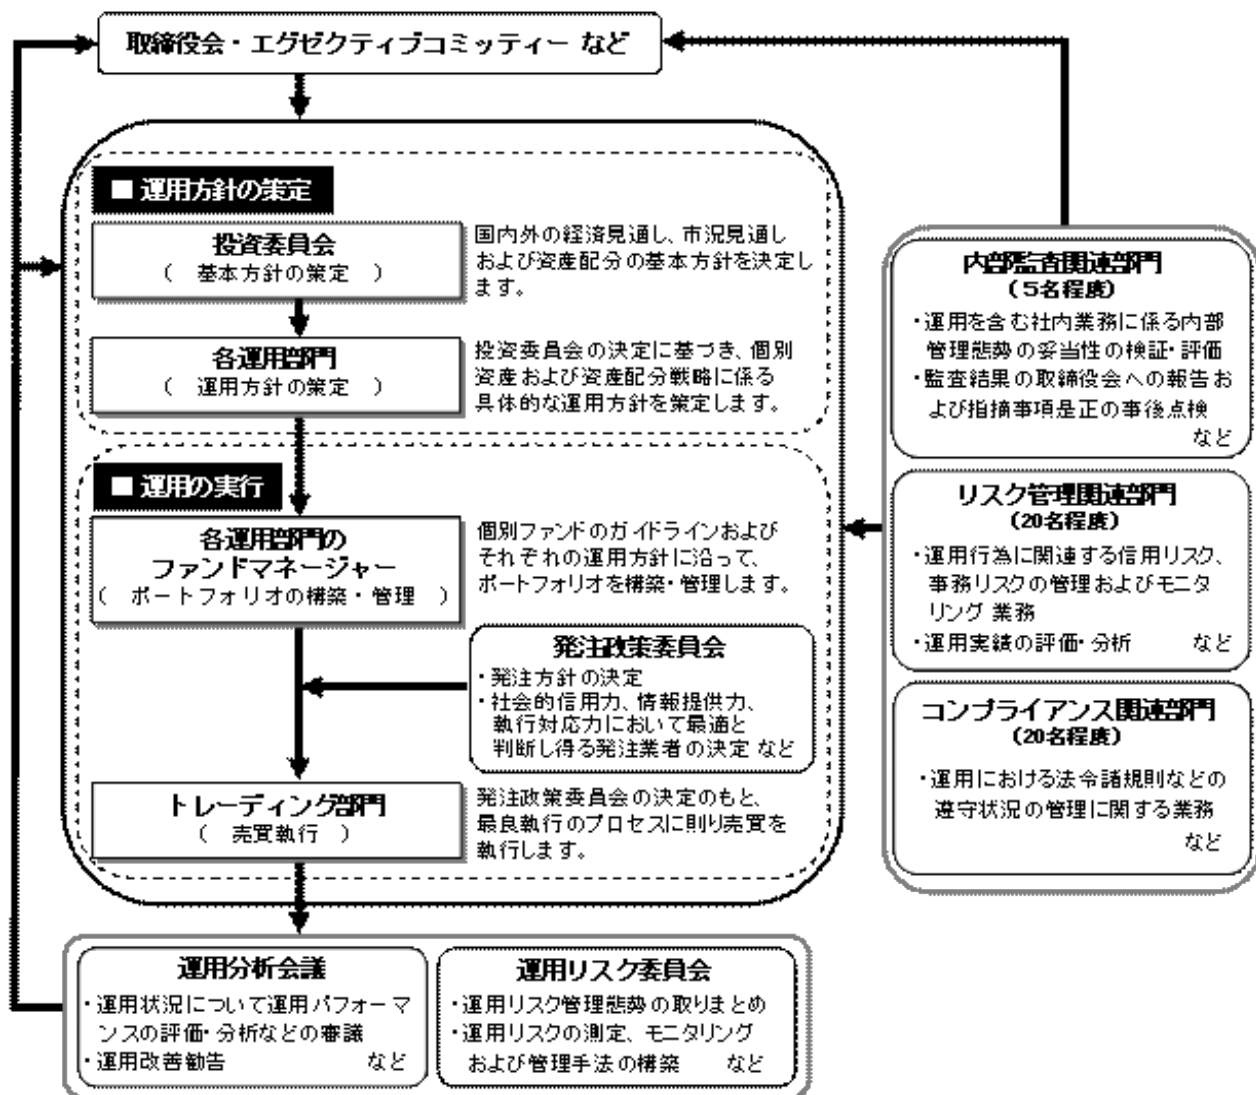 取締役会・エグゼクティブコミッティー など
■ 運用方針の策定
投資委員会
（ 基本方針の策定 ）
国内外の経済見通し、市況見通し
および資産配分の基本方針を決定し
ます。
各運用部門
（ 運用方針の策定 ）
投資委員会の決定に基づき、個別
資産および資産配分戦略に係る
具体的な運用方針を策定します。
■ 運用の実行
各運用部門の
ファンドマネージャー
（ ポートフォリオの構築・管理 ）
個別ファンドのガイドラインおよび
それぞれの運用方針に沿って、
ポートフォリオを構築・管理します。
発注政策委員会
・発注方針の決定
・社会的信用力、情報提供力、
執行対応力において最適と
判断し得る発注業者の決定 など
トレーディング部門
（ 売買執行 ）
発注政策委員会の決定のもと、
最良執行のプロセスに則り売買を
執行します。
運用分析会議
・運用状況について運用パフォーマ
ンスの評価・分析などの審議
・運用改善勧告 など
運用リスク委員会
・運用リスク管理態勢の取りまとめ
・運用リスクの測定、モニタリング
および管理手法の構築 など
内部監査関連部門
（5名程度）
・運用を含む社内業務に係る内部
管理態勢の妥当性の検証・評価
・監査結果の取締役会への報告お
よび指摘事項是正の事後点検
など
リスク管理関連部門
（20名程度）
・運用行為に関連する信用リスク、
事務リスクの管理およびモニタ
リング 業務
・運用実績の評価・分析 など
コンプライアンス関連部門
（20名程度）
・運用における法令諸規則などの
遵守状況の管理に関する業務
など